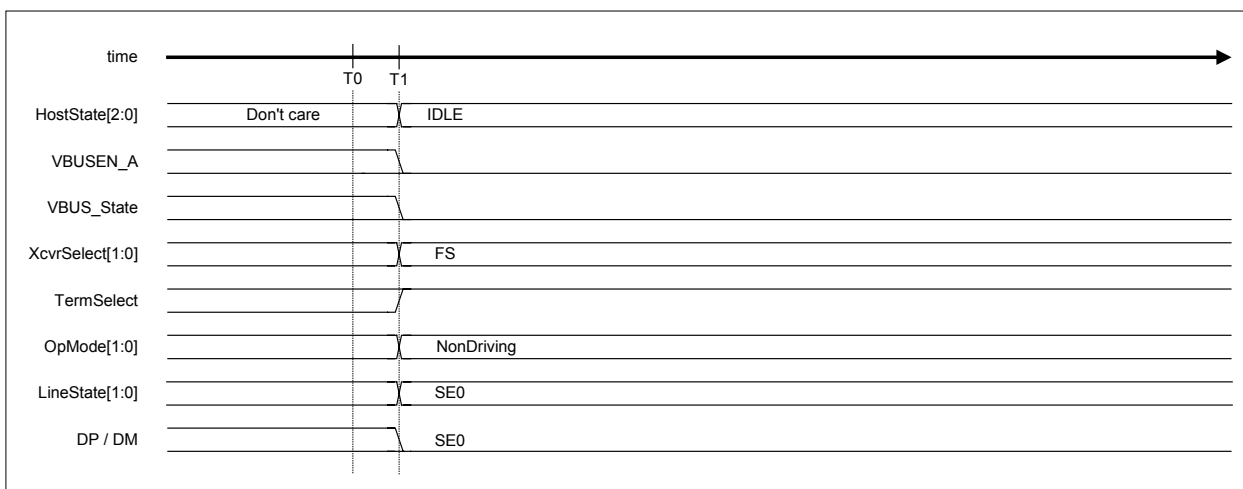 time
T0 T1
HostState[2:0] Don't care IDLE
VBUSEN_A
VBUS_State
XcvrSelect[1:0] FS
TermSelect
OpMode[1:0] NonDriving
LineState[1:0] SE0
DP / DM SE0